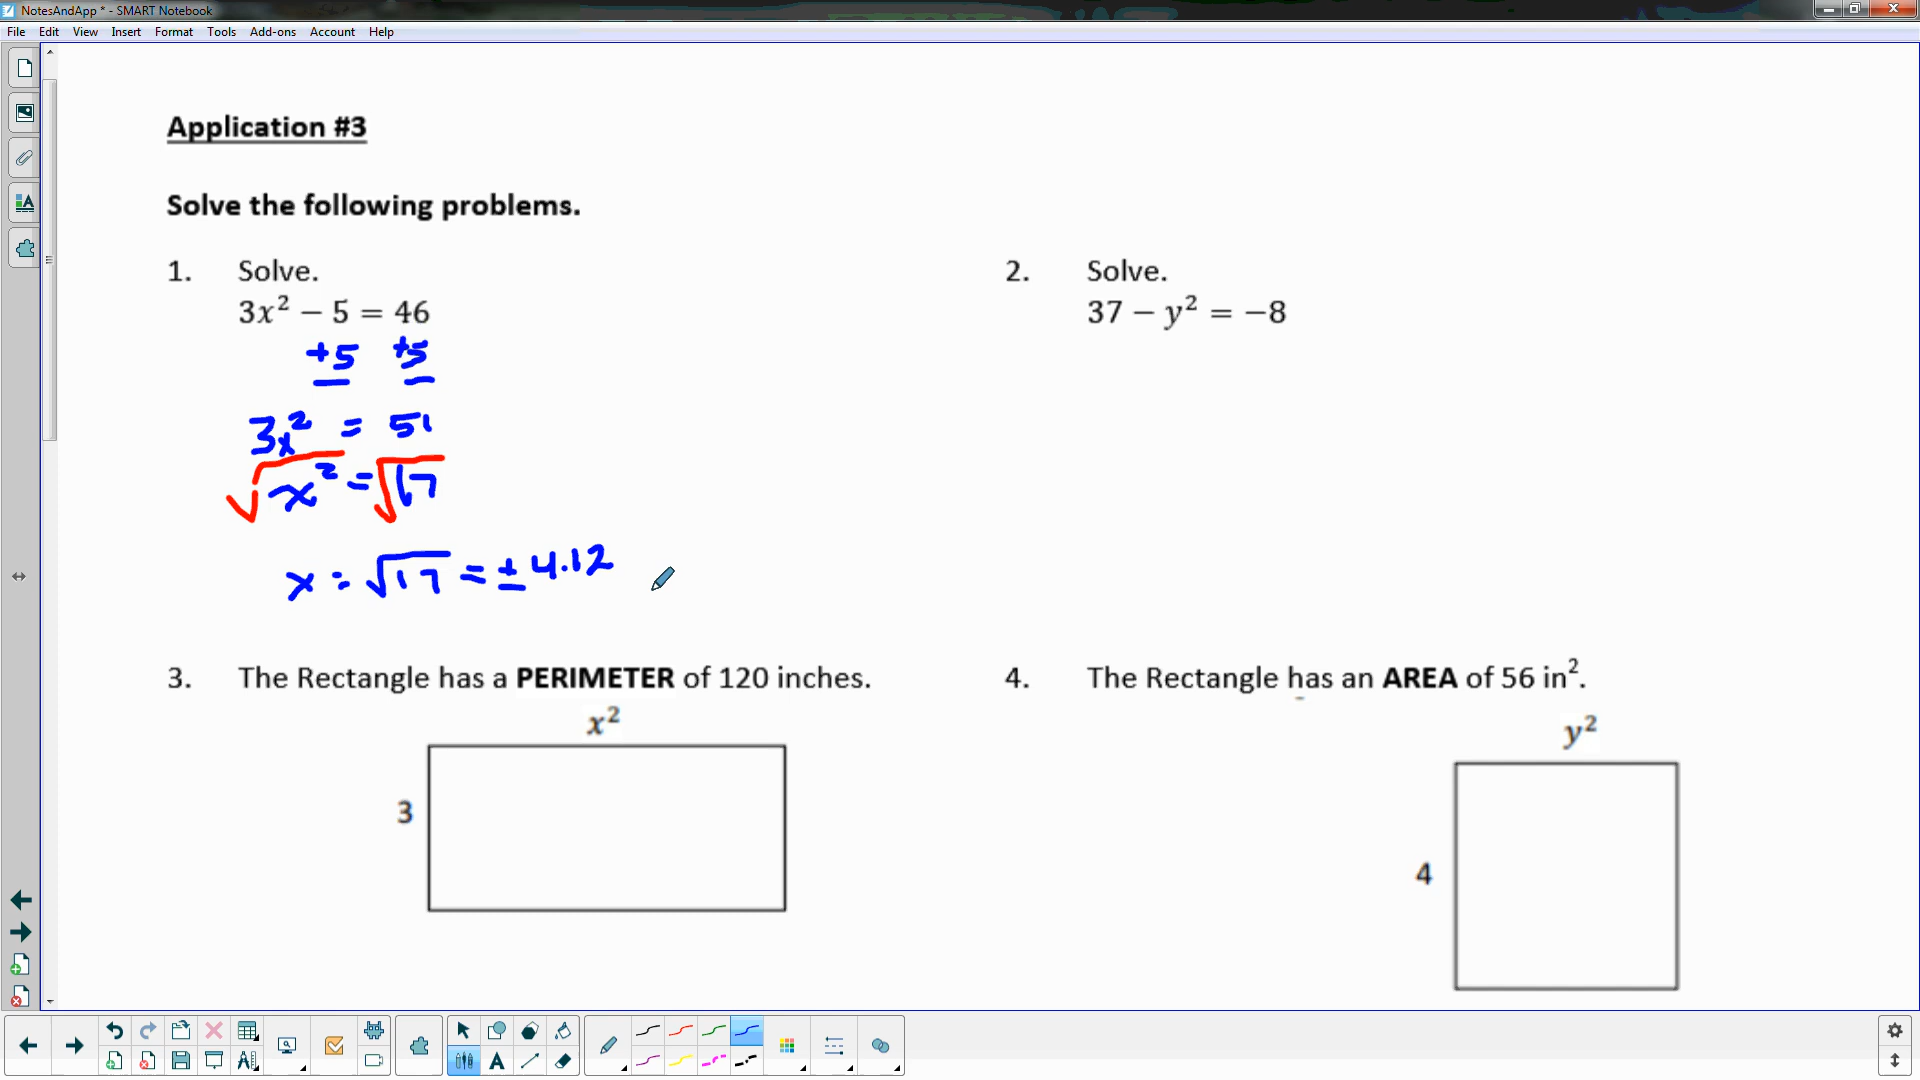 NotesAndApp * - SMART Notebook
File Edit View Insert Format Tools Add-ons Account Help
Application #3
Solve the following problems.
1. Solve.
3x² − 5 = 46
+5 +5
3x² = 51
√x² = √17
x = √17 = ± 4.12
2. Solve.
37 − y² = −8
3. The Rectangle has a PERIMETER of 120 inches.
x²
3
4. The Rectangle has an AREA of 56 in².
y²
4